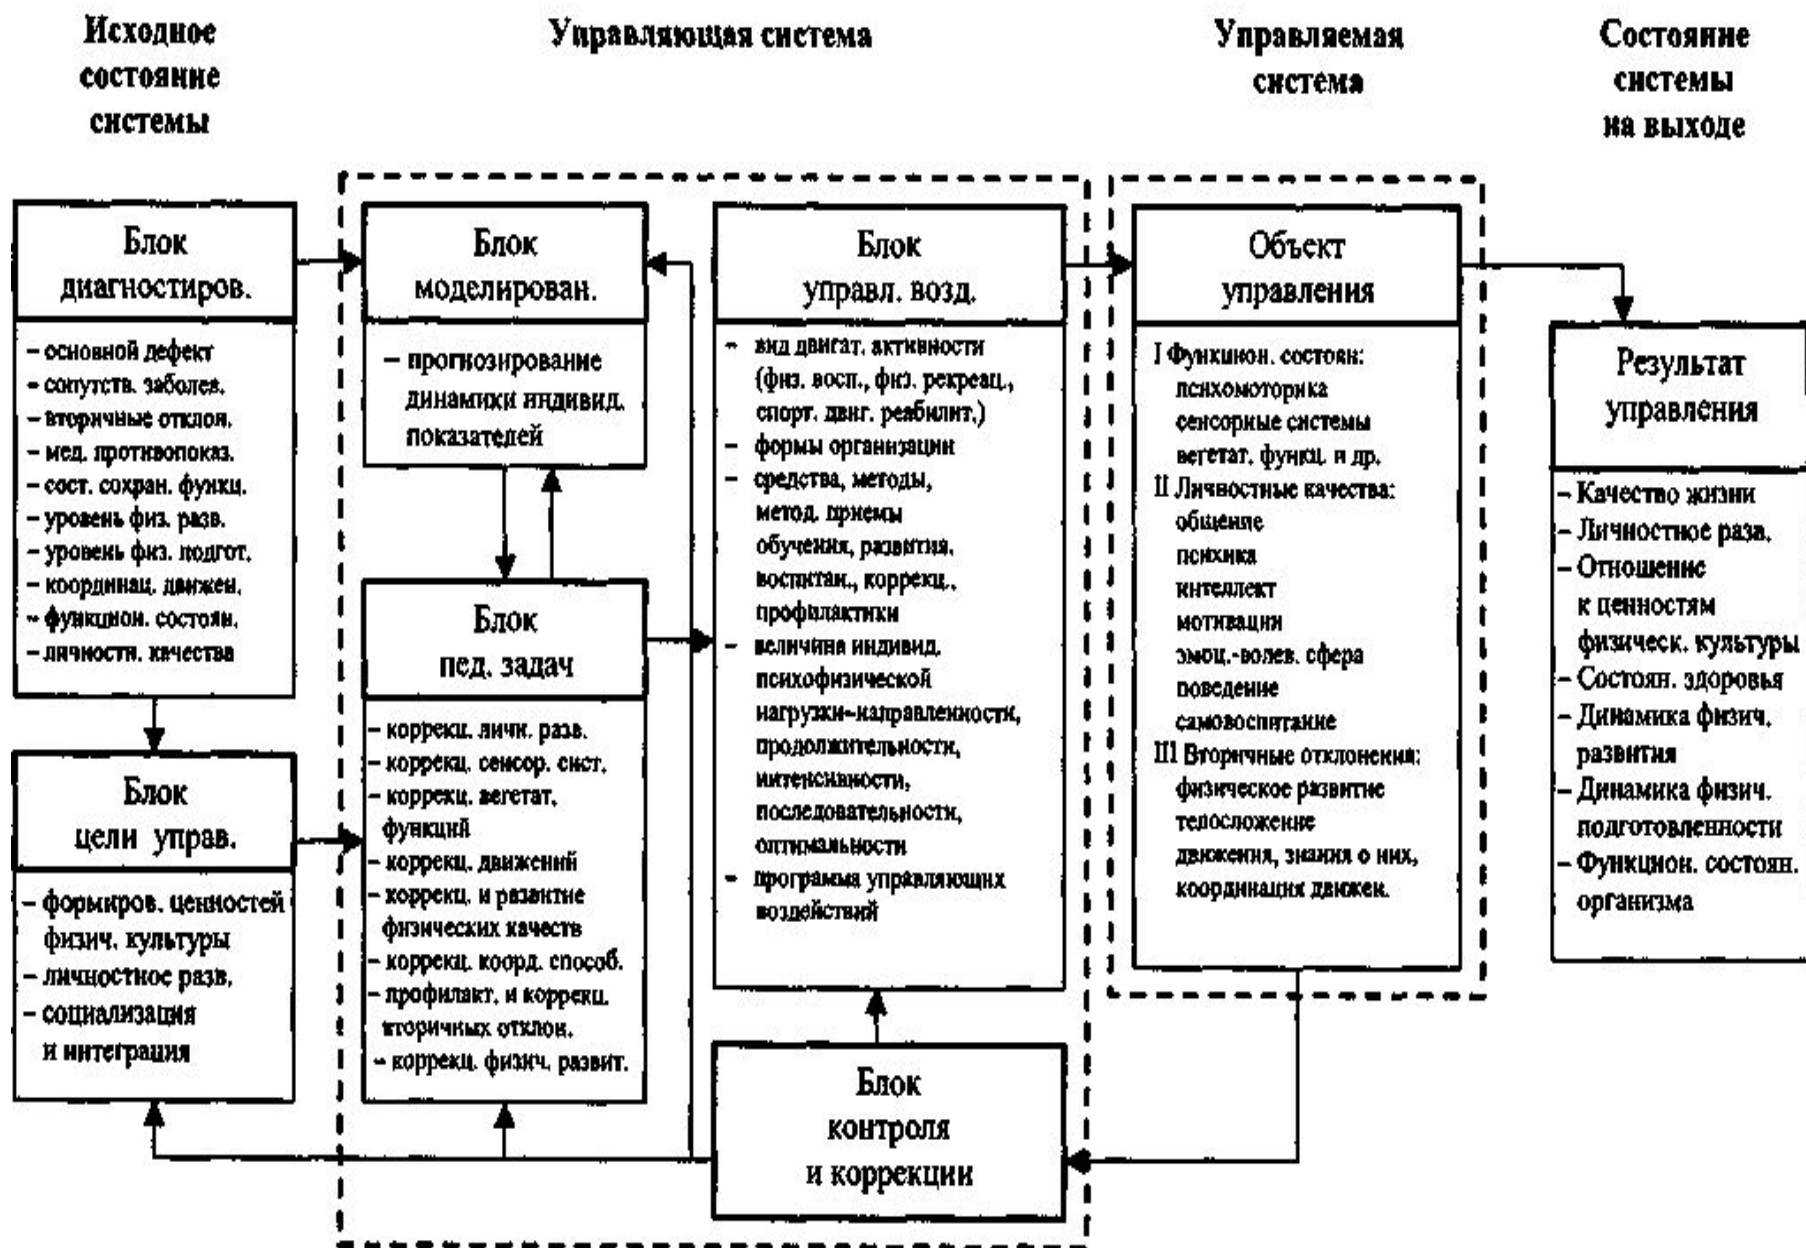 Исходное
состояние
системы
Управляющая система
Управляемая
система
Состояние
системы
на выходе
Блок
диагностиров.
– основной дефект
– сопутств. заболев.
– вторичные отклон.
– мед. противопоказ.
– сост. сохран. функц.
– уровень физ. разв.
– уровень физ. подгот.
– координац. движен.
– функцион. состоян.
– личностн. качества
Блок
цели управ.
– формиров. ценностей
физич. культуры
– личностное разв.
– социализация
и интеграция
Блок
моделирован.
– прогнозирование
динамики индивид.
показателей
Блок
пед. задач
– коррекц. личн. разв.
– коррекц. сенсор. сист.
– коррекц. вегетат.
функций
– коррекц. движений
– коррекц. и развитие
физических качеств
– коррекц. коорд. способ.
– профилакт. и коррекц.
вторичных отклон.
– коррекц. физич. развит.
Блок
управл. возд.
– вид двигат. активности
(физ. восп., физ. рекреац.,
спорт. двиг. реабилит.)
– формы организации
– средства, методы,
метод. приемы
обучения, развития,
воспитан., коррекц.,
профилактики
– величина индивид.
психофизической
нагрузки–направленности,
продолжительности,
интенсивности,
последовательности,
оптимальности
– программа управляющих
воздействий
Блок
контроля
и коррекции
Объект
управления
I Функцион. состоян:
психомоторика
сенсорные системы
вегетат. функц. и др.
II Личностные качества:
общение
психика
интеллект
мотивации
эмоц.-волев. сфера
поведение
самовоспитание
III Вторичные отклонения:
физическое развитие
телосложение
движения, знания о них,
координация движен.
Результат
управления
– Качество жизни
– Личностное разв.
– Отношение
к ценностям
физическ. культуры
– Состоян. здоровья
– Динамика физич.
развития
– Динамика физич.
подготовленности
– Функцион. состоян.
организма